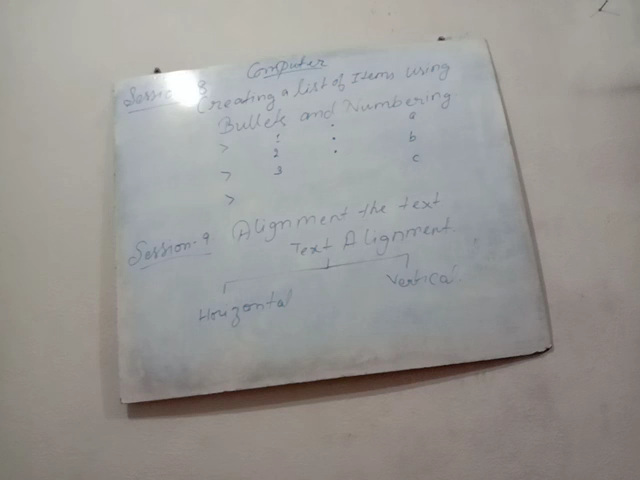 Computer
Session-8 Creating a list of Items using
Bullets and Numbering
> 1 • a
2 • b
> 3 • c
>
Session-9 Alignment the text
Text Alignment
Horizontal Vertical